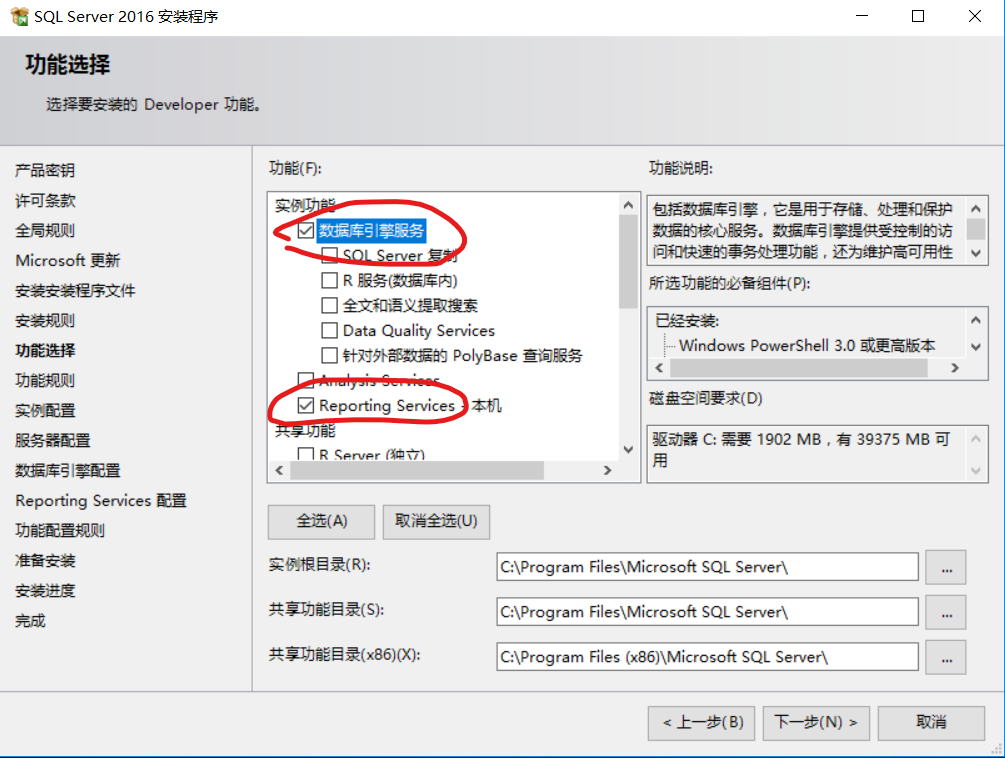 SQL Server 2016 安装程序
功能选择
选择要安装的 Developer 功能。
产品密钥
许可条款
全局规则
Microsoft 更新
安装安装程序文件
安装规则
功能选择
功能规则
实例配置
服务器配置
数据库引擎配置
Reporting Services 配置
功能配置规则
准备安装
安装进度
完成
功能(F):
实例功能
数据库引擎服务
SQL Server 复制
R 服务(数据库内)
全文和语义提取搜索
Data Quality Services
针对外部数据的 PolyBase 查询服务
Analysis Services
Reporting Services - 本机
共享功能
R Server (独立)
功能说明:
包括数据库引擎，它是用于存储、处理和保护
数据的核心服务。数据库引擎提供受控制的访
问和快速的事务处理功能，还为维护高可用性
所选功能的必备组件(P):
已经安装:
Windows PowerShell 3.0 或更高版本
磁盘空间要求(D)
驱动器 C: 需要 1902 MB，有 39375 MB 可
用
全选(A)
取消全选(U)
实例根目录(R):
C:\Program Files\Microsoft SQL Server\
...
共享功能目录(S):
C:\Program Files\Microsoft SQL Server\
...
共享功能目录(x86)(X):
C:\Program Files (x86)\Microsoft SQL Server\
...
< 上一步(B)
下一步(N) >
取消